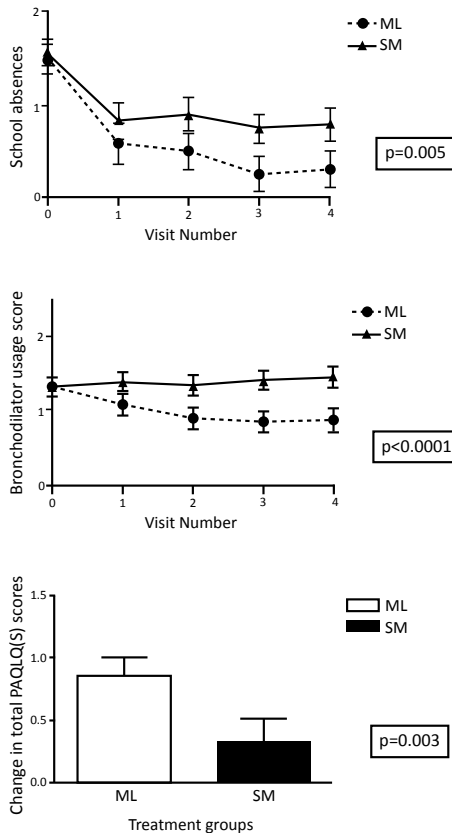 2
ML
SM
School absences
1
p=0.005
0
0 1 2 3 4
Visit Number
ML
SM
Bronchodilator usage score
2
1
p<0.0001
0
0 1 2 3 4
Visit Number
Change in total PAQLQ(S) scores
1.5
ML
SM
1.0
0.5
p=0.003
0.0
ML SM
Treatment groups